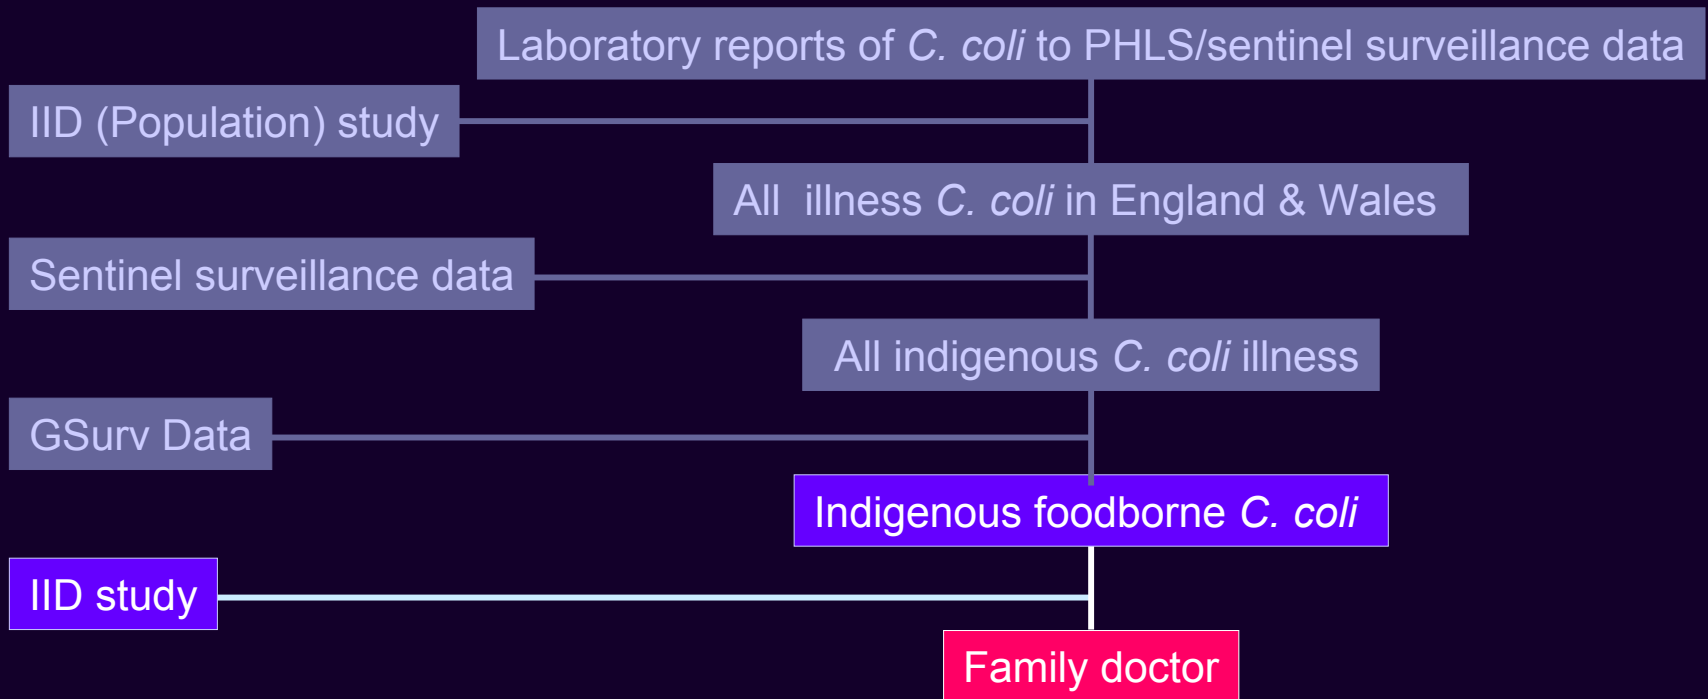 Laboratory reports of C. coli to PHLS/sentinel surveillance data
IID (Population) study
All illness C. coli in England & Wales
Sentinel surveillance data
All indigenous C. coli illness
GSurv Data
Indigenous foodborne C. coli
IID study
Family doctor